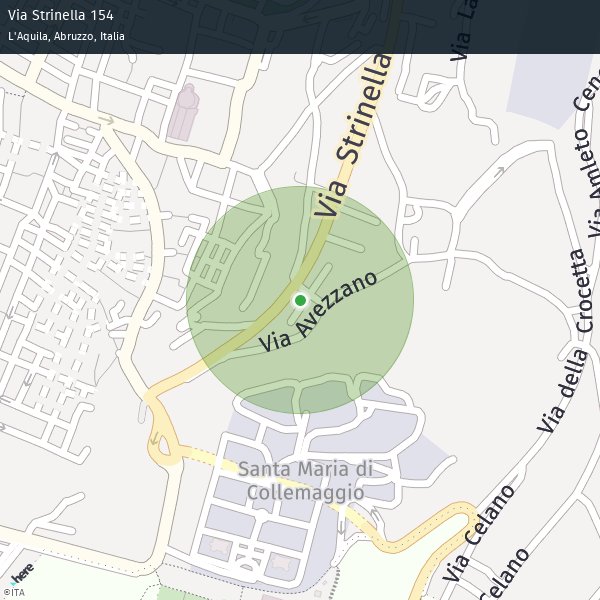 Via Strinella 154
L'Aquila, Abruzzo, Italia
Via La
Via Strinella
Via Amleto Cen
Via Avezzano
Via della Crocetta
Santa Maria di
Collemaggio
Via Celano
Celano
here
©ITA